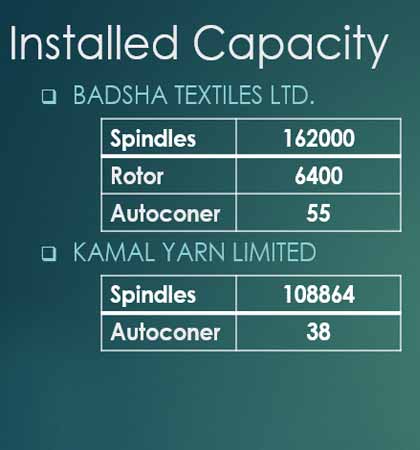 Installed Capacity
BADSHA TEXTILES LTD.
Spindles 162000
Rotor 6400
Autoconer 55
KAMAL YARN LIMITED
Spindles 108864
Autoconer 38